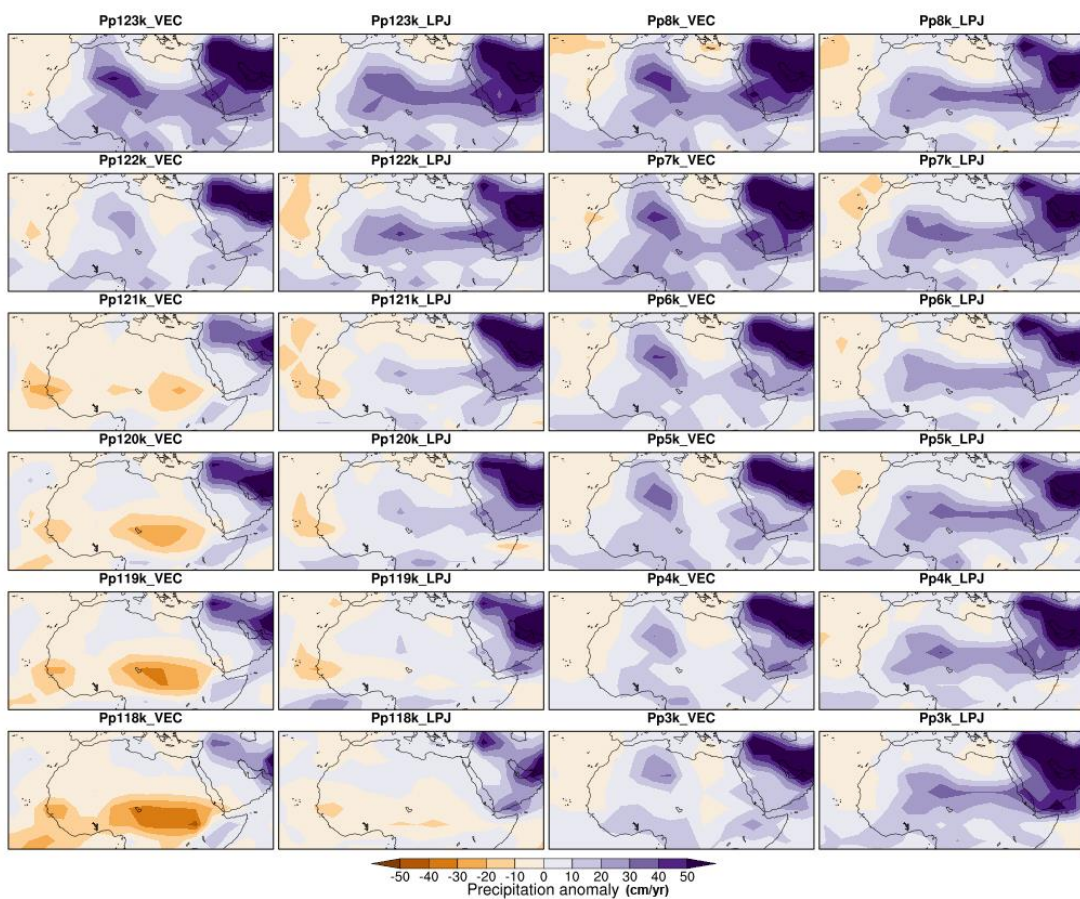 Pp123k_VEC Pp123k_LPJ Pp8k_VEC Pp8k_LPJ
Pp122k_VEC Pp122k_LPJ Pp7k_VEC Pp7k_LPJ
Pp121k_VEC Pp121k_LPJ Pp6k_VEC Pp6k_LPJ
Pp120k_VEC Pp120k_LPJ Pp5k_VEC Pp5k_LPJ
Pp119k_VEC Pp119k_LPJ Pp4k_VEC Pp4k_LPJ
Pp118k_VEC Pp118k_LPJ Pp3k_VEC Pp3k_LPJ
-50 -40 -30 -20 -10 0 10 20 30 40 50
Precipitation anomaly (cm/yr)